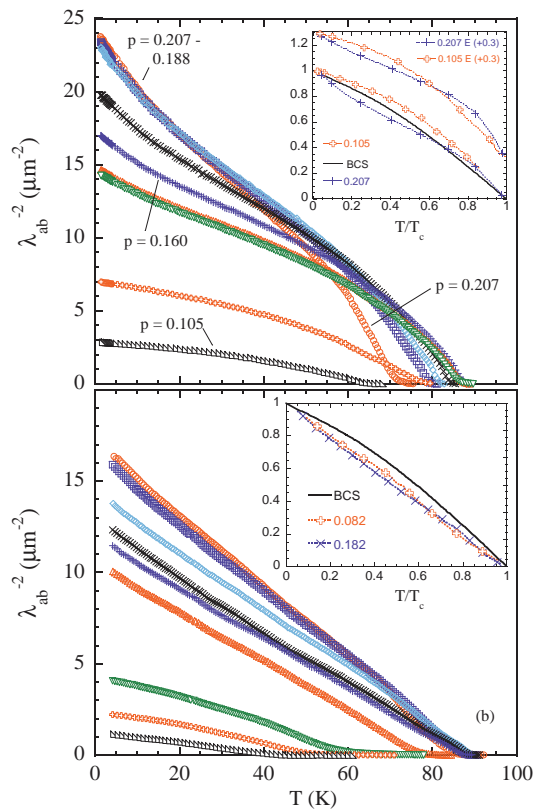 25
20
15
10
5
0
λab-2 (µm-2)
p = 0.207 -
0.188
p = 0.160
p = 0.105
p = 0.207
1.2
1
0.8
0.6
0.4
0.2
0
0.207 E (+0.3)
0.105 E (+0.3)
0.105
BCS
0.207
0 0.2 0.4 0.6 0.8 1
T/Tc
20
15
10
5
0
λab-2 (µm-2)
1
0.8
0.6
0.4
0.2
0
BCS
0.082
0.182
0 0.2 0.4 0.6 0.8 1
T/Tc
(b)
0 20 40 60 80 100
T (K)